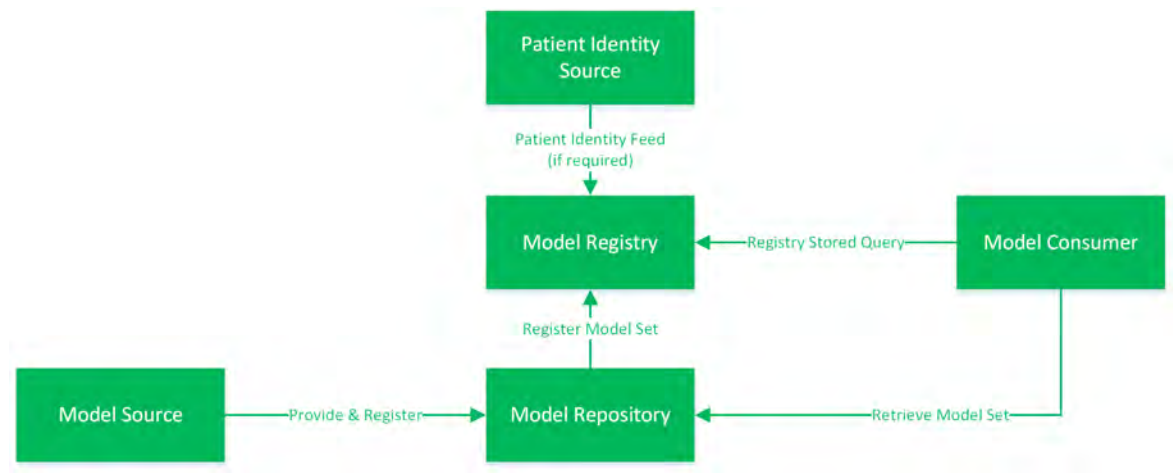 Patient Identity
Source
Patient Identity Feed
(if required)
Model Registry
Registry Stored Query
Model Consumer
Register Model Set
Model Source
Provide & Register
Model Repository
Retrieve Model Set